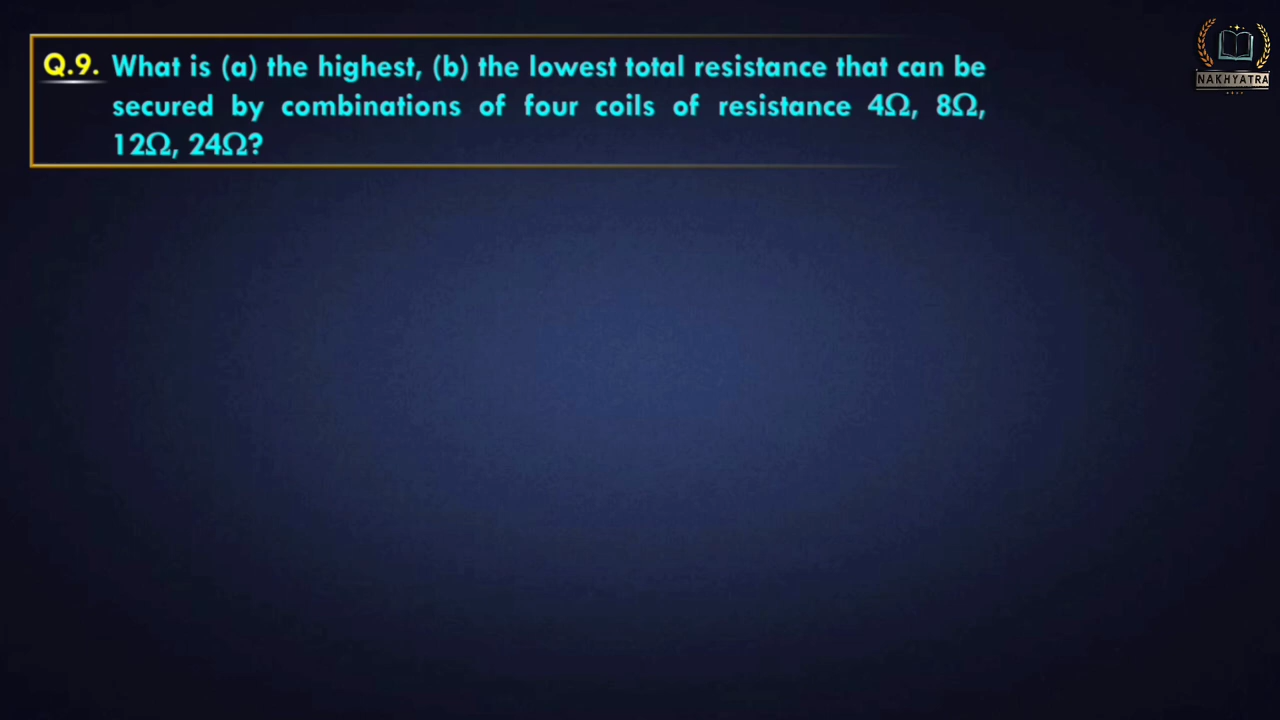 Q.9. What is (a) the highest, (b) the lowest total resistance that can be
secured by combinations of four coils of resistance 4Ω, 8Ω,
12Ω, 24Ω?
NAKHYATRA